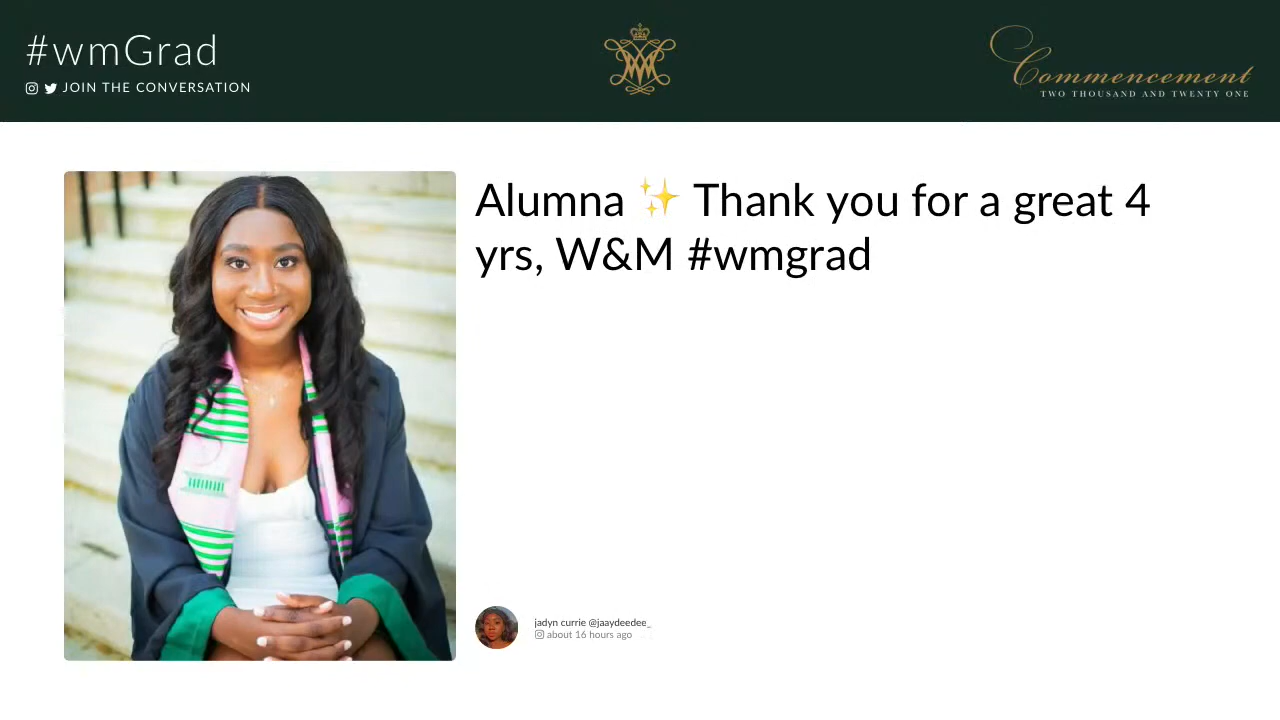 #wmGrad
JOIN THE CONVERSATION
Commencement
TWO THOUSAND AND TWENTY ONE
Alumna ✨ Thank you for a great 4
yrs, W&M #wmgrad
jadyn currie @jaaydeedee_
about 16 hours ago